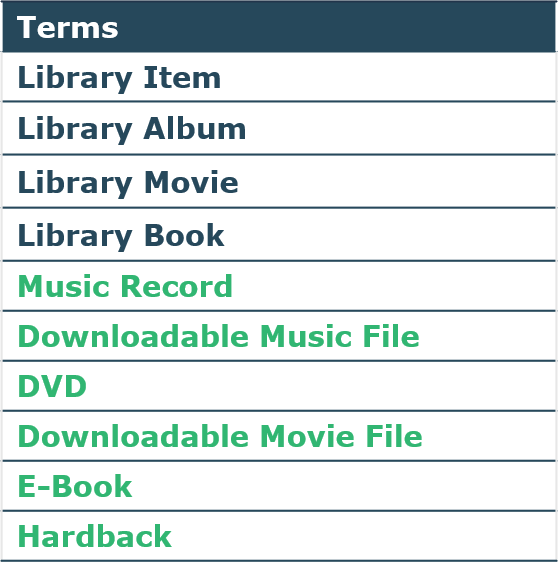 Terms
Library Item
Library Album
Library Movie
Library Book
Music Record
Downloadable Music File
DVD
Downloadable Movie File
E-Book
Hardback